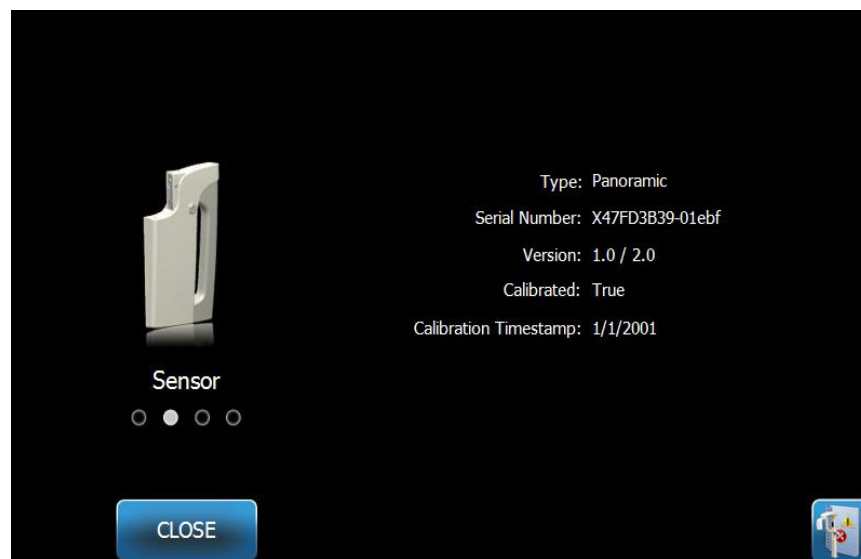 Type: Panoramic
Serial Number: X47FD3B39-01ebf
Version: 1.0 / 2.0
Calibrated: True
Calibration Timestamp: 1/1/2001
Sensor
CLOSE